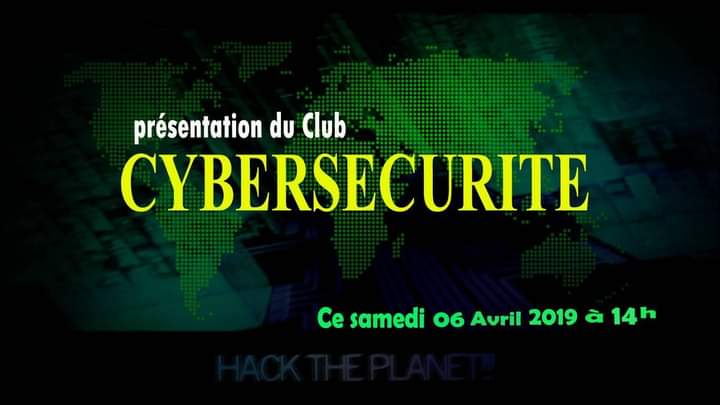 présentation du Club
CYBERSECURITE
Ce samedi 06 Avril 2019 à 14h
HACK THE PLANET!!